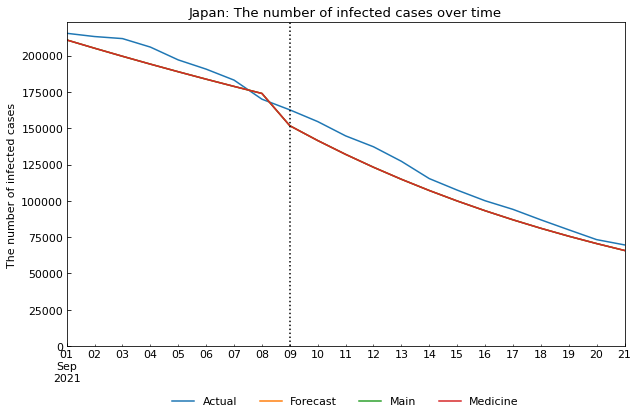 Japan: The number of infected cases over time
The number of infected cases
200000
175000
150000
125000
100000
75000
50000
25000
0
01 02 03 04 05 06 07 08 09 10 11 12 13 14 15 16 17 18 19 20 21
Sep
2021
Actual Forecast Main Medicine